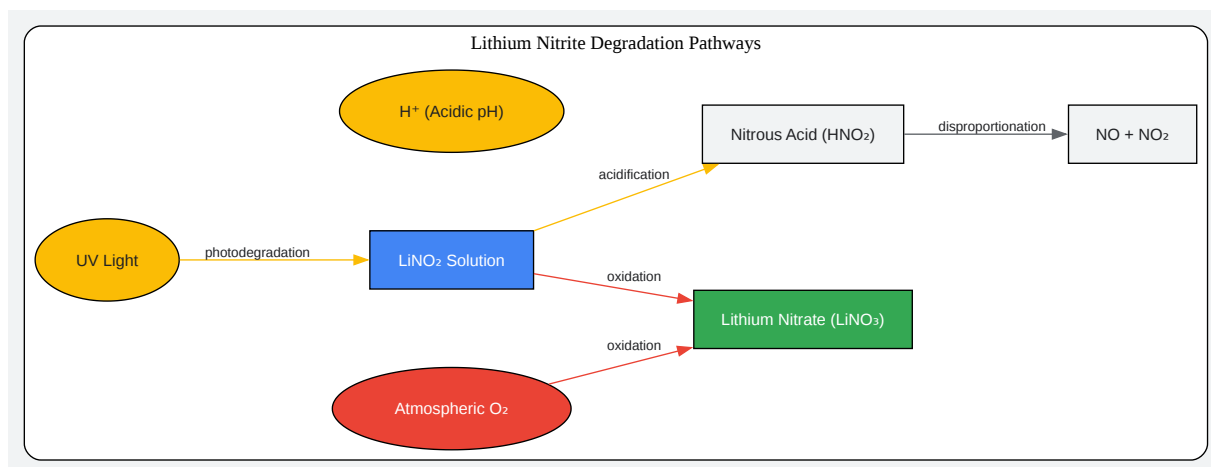 Lithium Nitrite Degradation Pathways
H⁺ (Acidic pH)
Nitrous Acid (HNO₂)
disproportionation
NO + NO₂
acidification
UV Light
photodegradation
LiNO₂ Solution
oxidation
Lithium Nitrate (LiNO₃)
oxidation
Atmospheric O₂